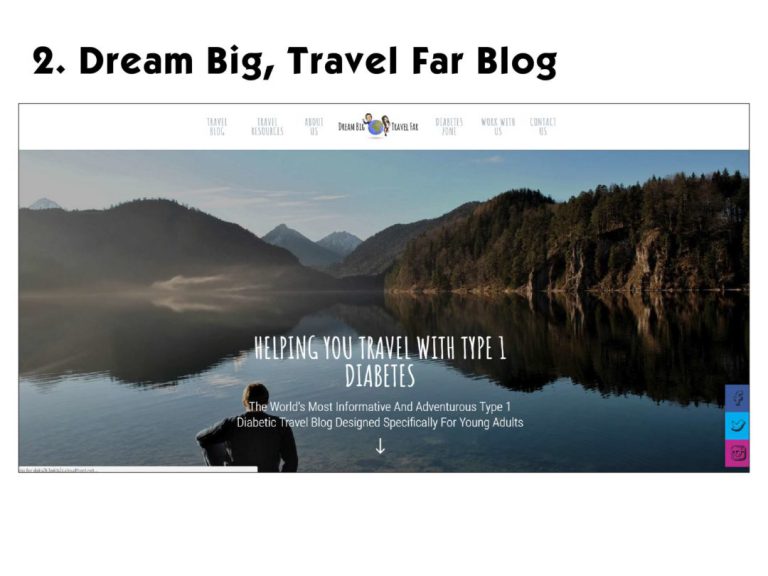 2. Dream Big, Travel Far Blog
TRAVEL
BLOG
TRAVEL
RESOURCES
ABOUT
US
DREAM BIG TRAVEL FAR
DIABETES
ZONE
WORK WITH
US
CONTACT
US
HELPING YOU TRAVEL WITH TYPE 1
DIABETES
The World's Most Informative And Adventurous Type 1
Diabetic Travel Blog Designed Specifically For Young Adults